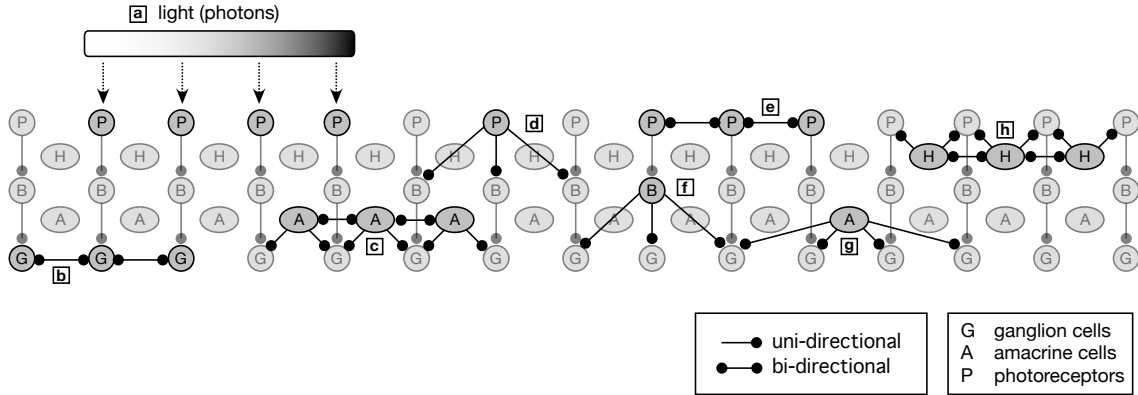 a light (photons)
e
P P P P P P P d P P P P P P P P
h
H H H H H H H H H H H H H H
B B B B B B B B B f B B B B B B
A A A A A A A A A A A A A A
c g
G G G G G G G G G G G G G G G
b
uni-directional
bi-directional
G ganglion cells
A amacrine cells
P photoreceptors